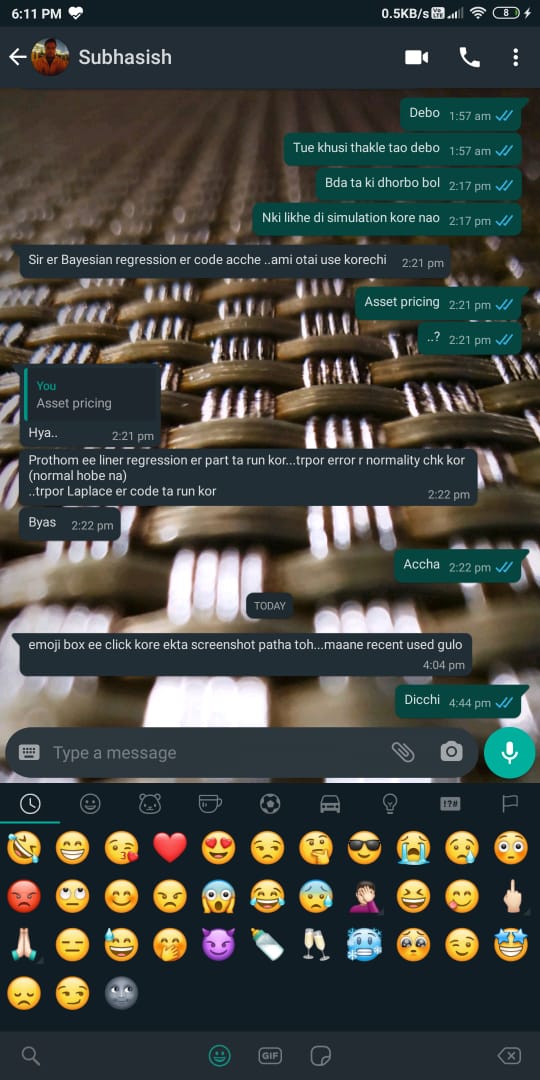 6:11 PM
0.5KB/s
Vo
LTE
8
Subhasish
Debo 1:57 am
Tue khusi thakle tao debo 1:57 am
Bda ta ki dhorbo bol 2:17 pm
Nki likhe di simulation kore nao 2:17 pm
Sir er Bayesian regression er code acche ..ami otai use korechi 2:21 pm
Asset pricing 2:21 pm
..? 2:21 pm
You
Asset pricing
Hya.. 2:21 pm
Prothom ee liner regression er part ta run kor...trpor error r normality chk kor
(normal hobe na)
..trpor Laplace er code ta run kor
2:22 pm
Byas 2:22 pm
Accha 2:22 pm
TODAY
emoji box ee click kore ekta screenshot patha toh...maane recent used gulo
4:04 pm
Dicchi 4:44 pm
Type a message
!?#
GIF